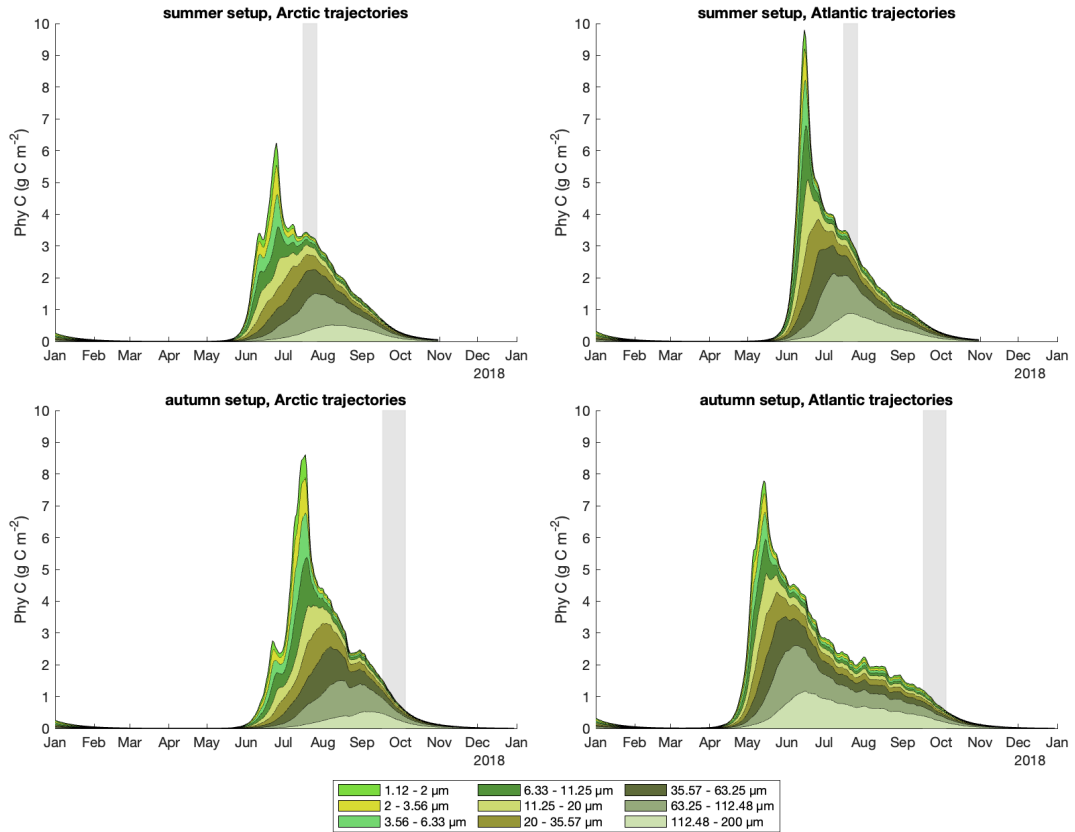 summer setup, Arctic trajectories
10
9
8
7
6
5
4
3
2
1
0
Phy C (g C m-2)
Jan Feb Mar Apr May Jun Jul Aug Sep Oct Nov Dec Jan
2018
summer setup, Atlantic trajectories
10
9
8
7
6
5
4
3
2
1
0
Phy C (g C m-2)
Jan Feb Mar Apr May Jun Jul Aug Sep Oct Nov Dec Jan
2018
autumn setup, Arctic trajectories
10
9
8
7
6
5
4
3
2
1
0
Phy C (g C m-2)
Jan Feb Mar Apr May Jun Jul Aug Sep Oct Nov Dec Jan
2018
autumn setup, Atlantic trajectories
10
9
8
7
6
5
4
3
2
1
0
Phy C (g C m-2)
Jan Feb Mar Apr May Jun Jul Aug Sep Oct Nov Dec Jan
2018
1.12 - 2 µm
2 - 3.56 µm
3.56 - 6.33 µm
6.33 - 11.25 µm
11.25 - 20 µm
20 - 35.57 µm
35.57 - 63.25 µm
63.25 - 112.48 µm
112.48 - 200 µm